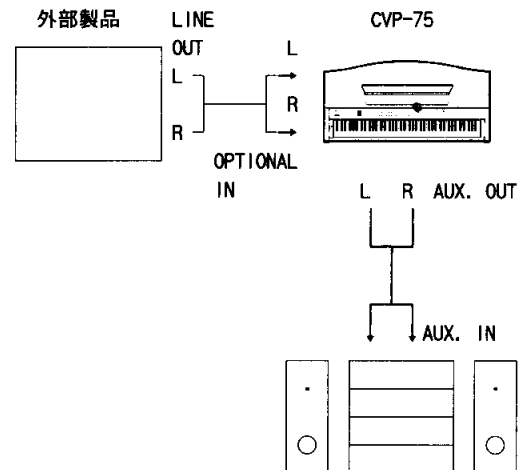 外部製品 LINE OUT CVP-75
L L
R R
OPTIONAL IN
L R AUX. OUT
AUX. IN